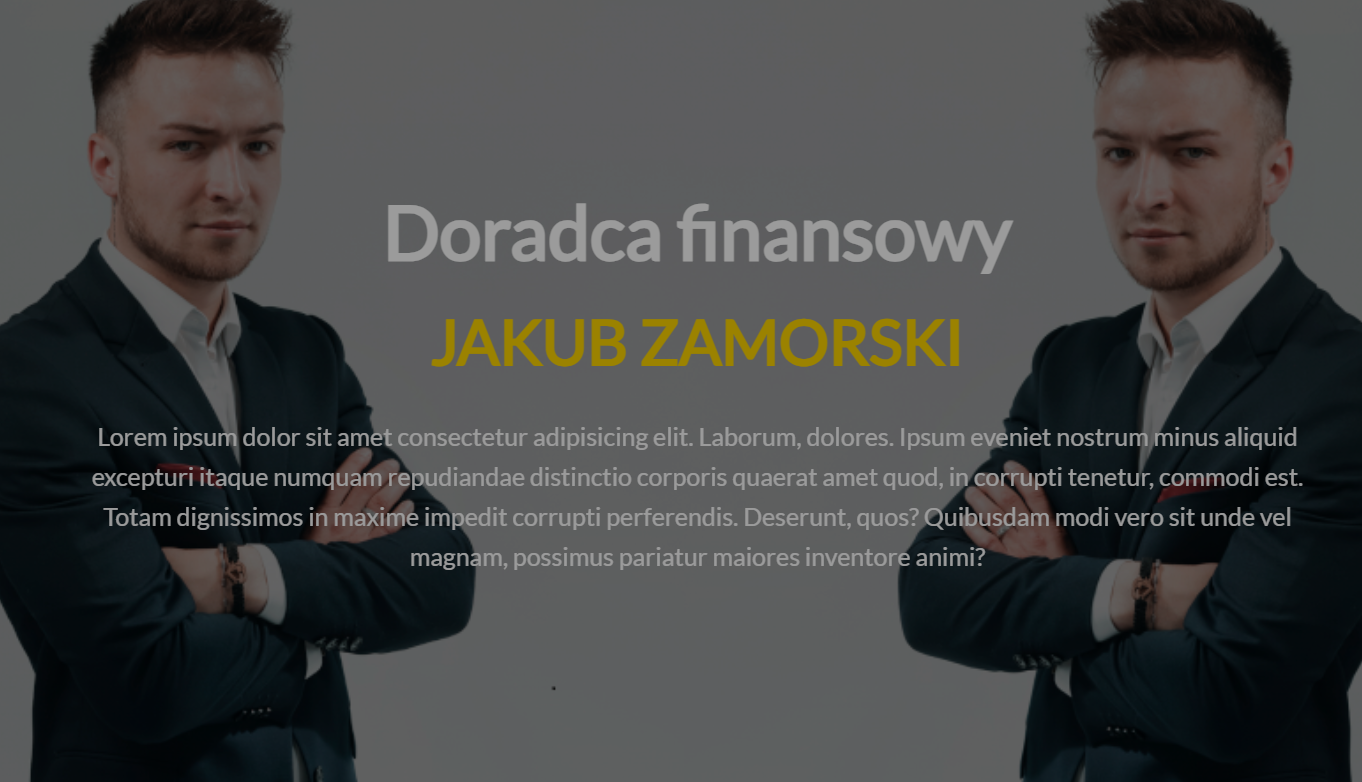 Doradca finansowy
JAKUB ZAMORSKI
Lorem ipsum dolor sit amet consectetur adipisicing elit. Laborum, dolores. Ipsum eveniet nostrum minus aliquid
excepturi itaque numquam repudiandae distinctio corporis quaerat amet quod, in corrupti tenetur, commodi est.
Totam dignissimos in maxime impedit corrupti perferendis. Deserunt, quos? Quibusdam modi vero sit unde vel
magnam, possimus pariatur maiores inventore animi?